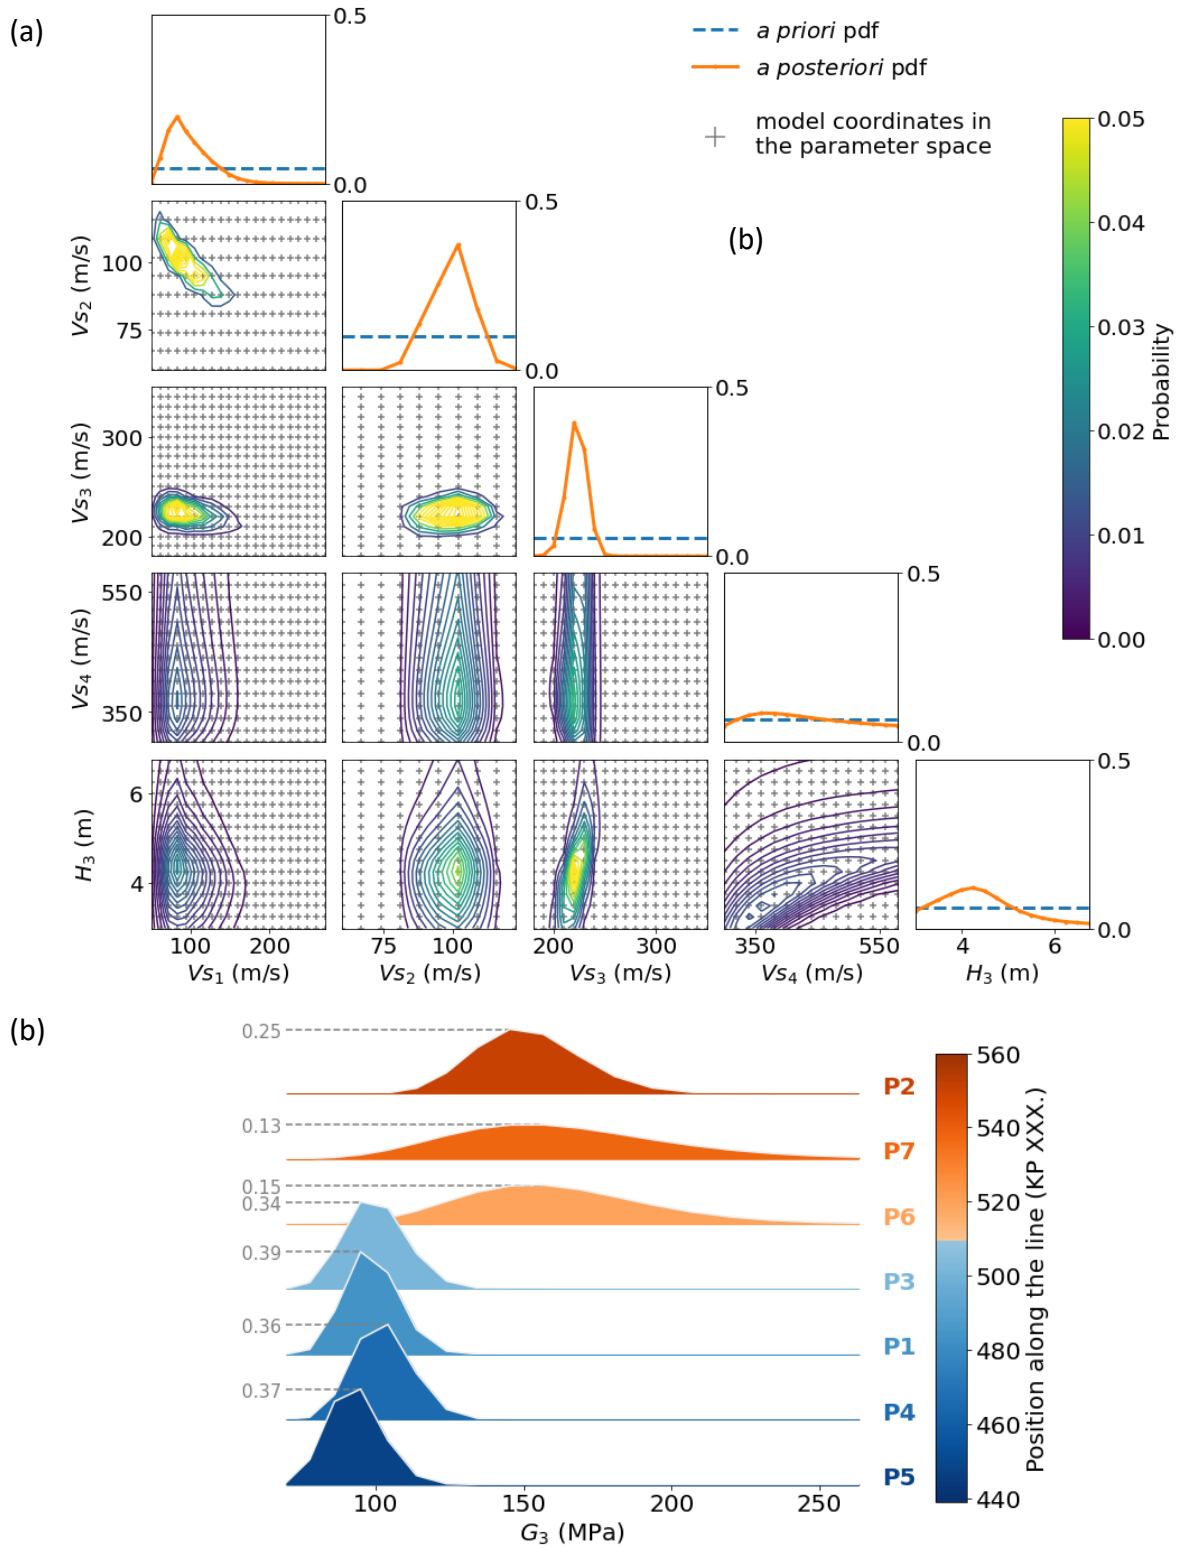 (a)
0.5
a priori pdf
a posteriori pdf
model coordinates in
the parameter space
0.0
0.05
0.04
0.03
0.02
0.01
0.00
Probability
Vs2 (m/s)
100
75
0.5
0.0
(b)
Vs3 (m/s)
300
200
0.5
0.0
Vs4 (m/s)
550
350
0.5
0.0
H3 (m)
6
4
0.5
0.0
100 200
75 100
200 300
350 550
4 6
Vs1 (m/s)
Vs2 (m/s)
Vs3 (m/s)
Vs4 (m/s)
H3 (m)
(b)
0.25
P2
0.13
P7
0.15
P6
0.34
P3
0.39
P1
0.36
P4
0.37
P5
100 150 200 250
G3 (MPa)
560
540
520
500
480
460
440
Position along the line (KP XXX.)